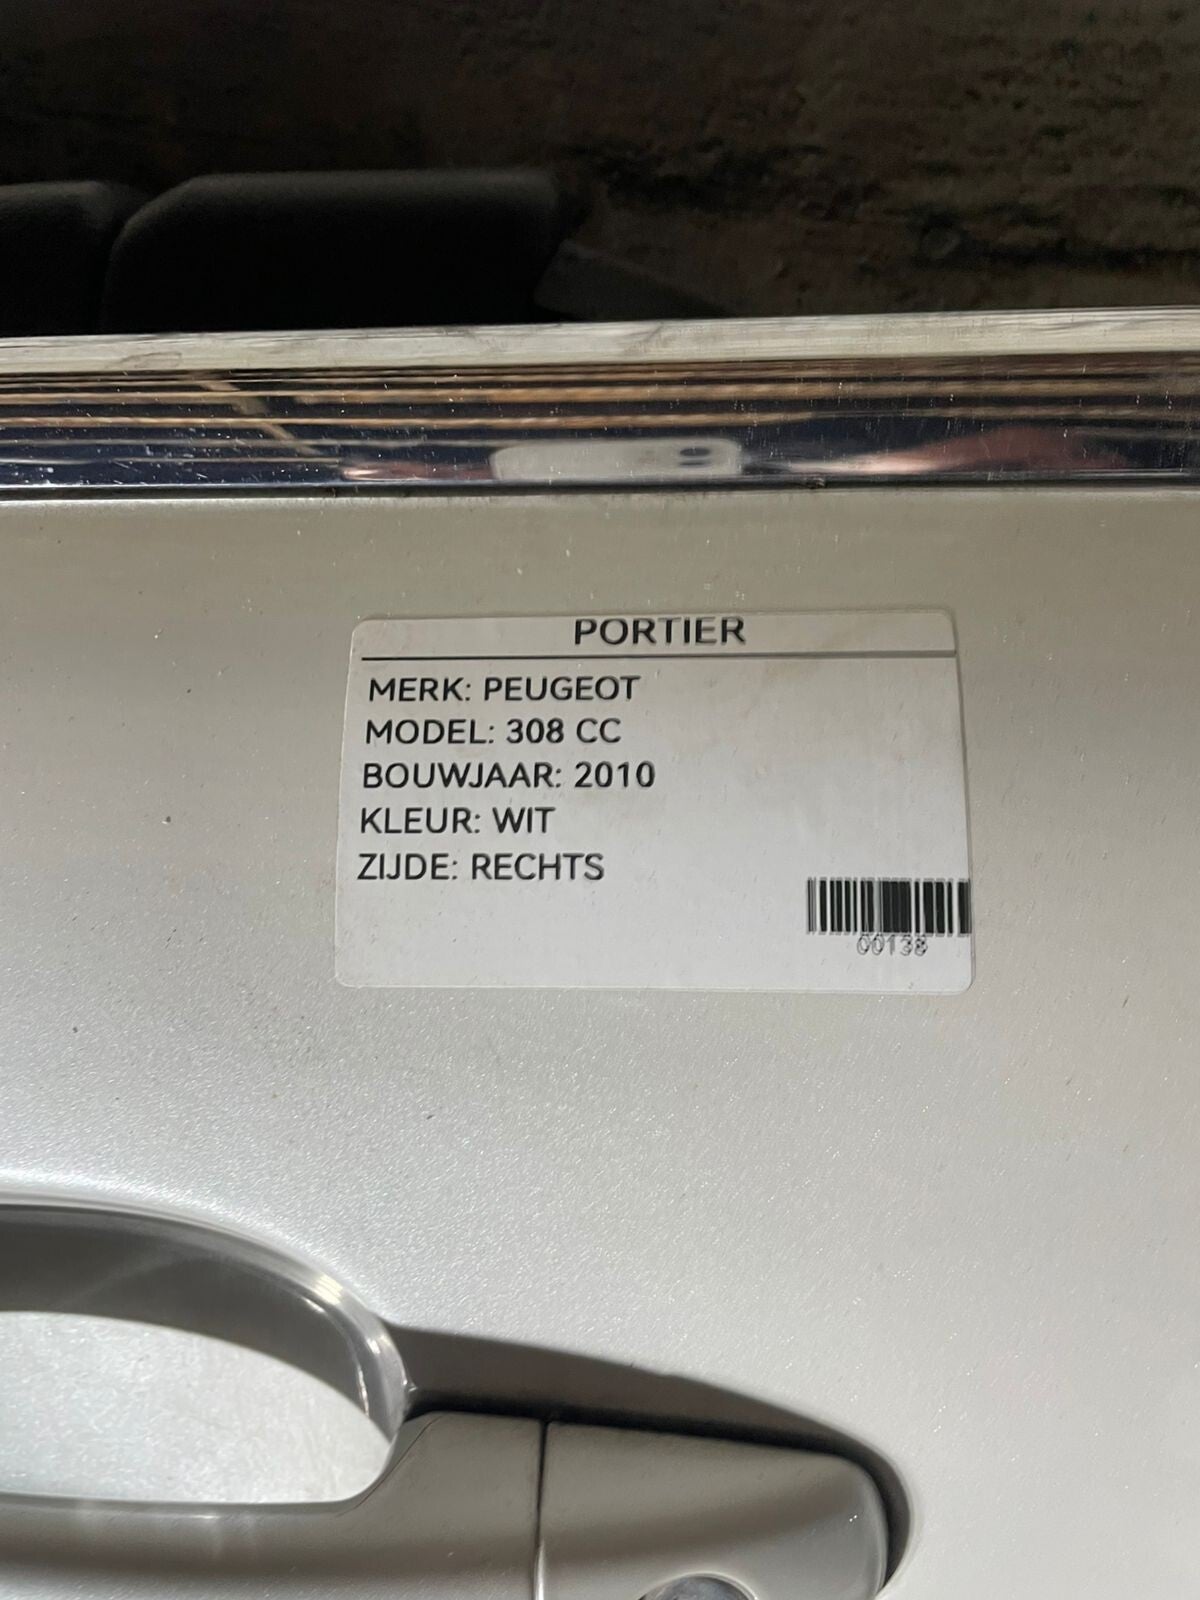 PORTIER
MERK: PEUGEOT
MODEL: 308 CC
BOUWJAAR: 2010
KLEUR: WIT
ZIJDE: RECHTS
00138